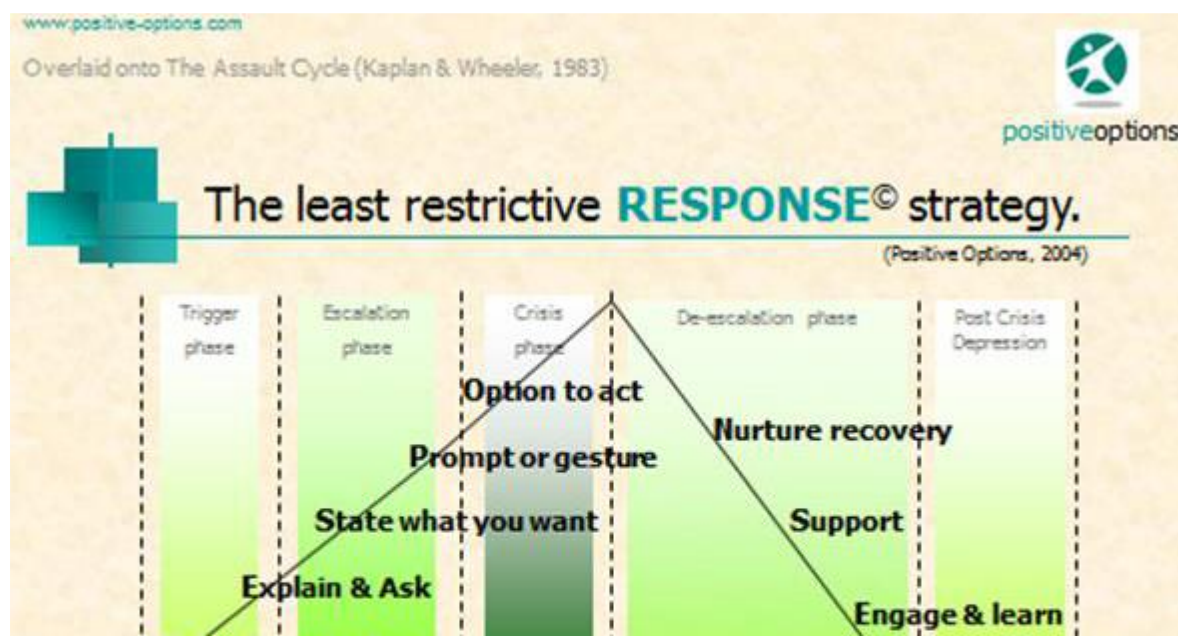 www.positive-options.com
Overlaid onto The Assault Cycle (Kaplan & Wheeler, 1983)
positiveoptions
The least restrictive RESPONSE© strategy.
(Positive Options, 2004)
Trigger
phase
Escalation
phase
Crisis
phase
De-escalation phase
Post Crisis
Depression
Option to act
Nurture recovery
Prompt or gesture
State what you want
Support
Explain & Ask
Engage & learn